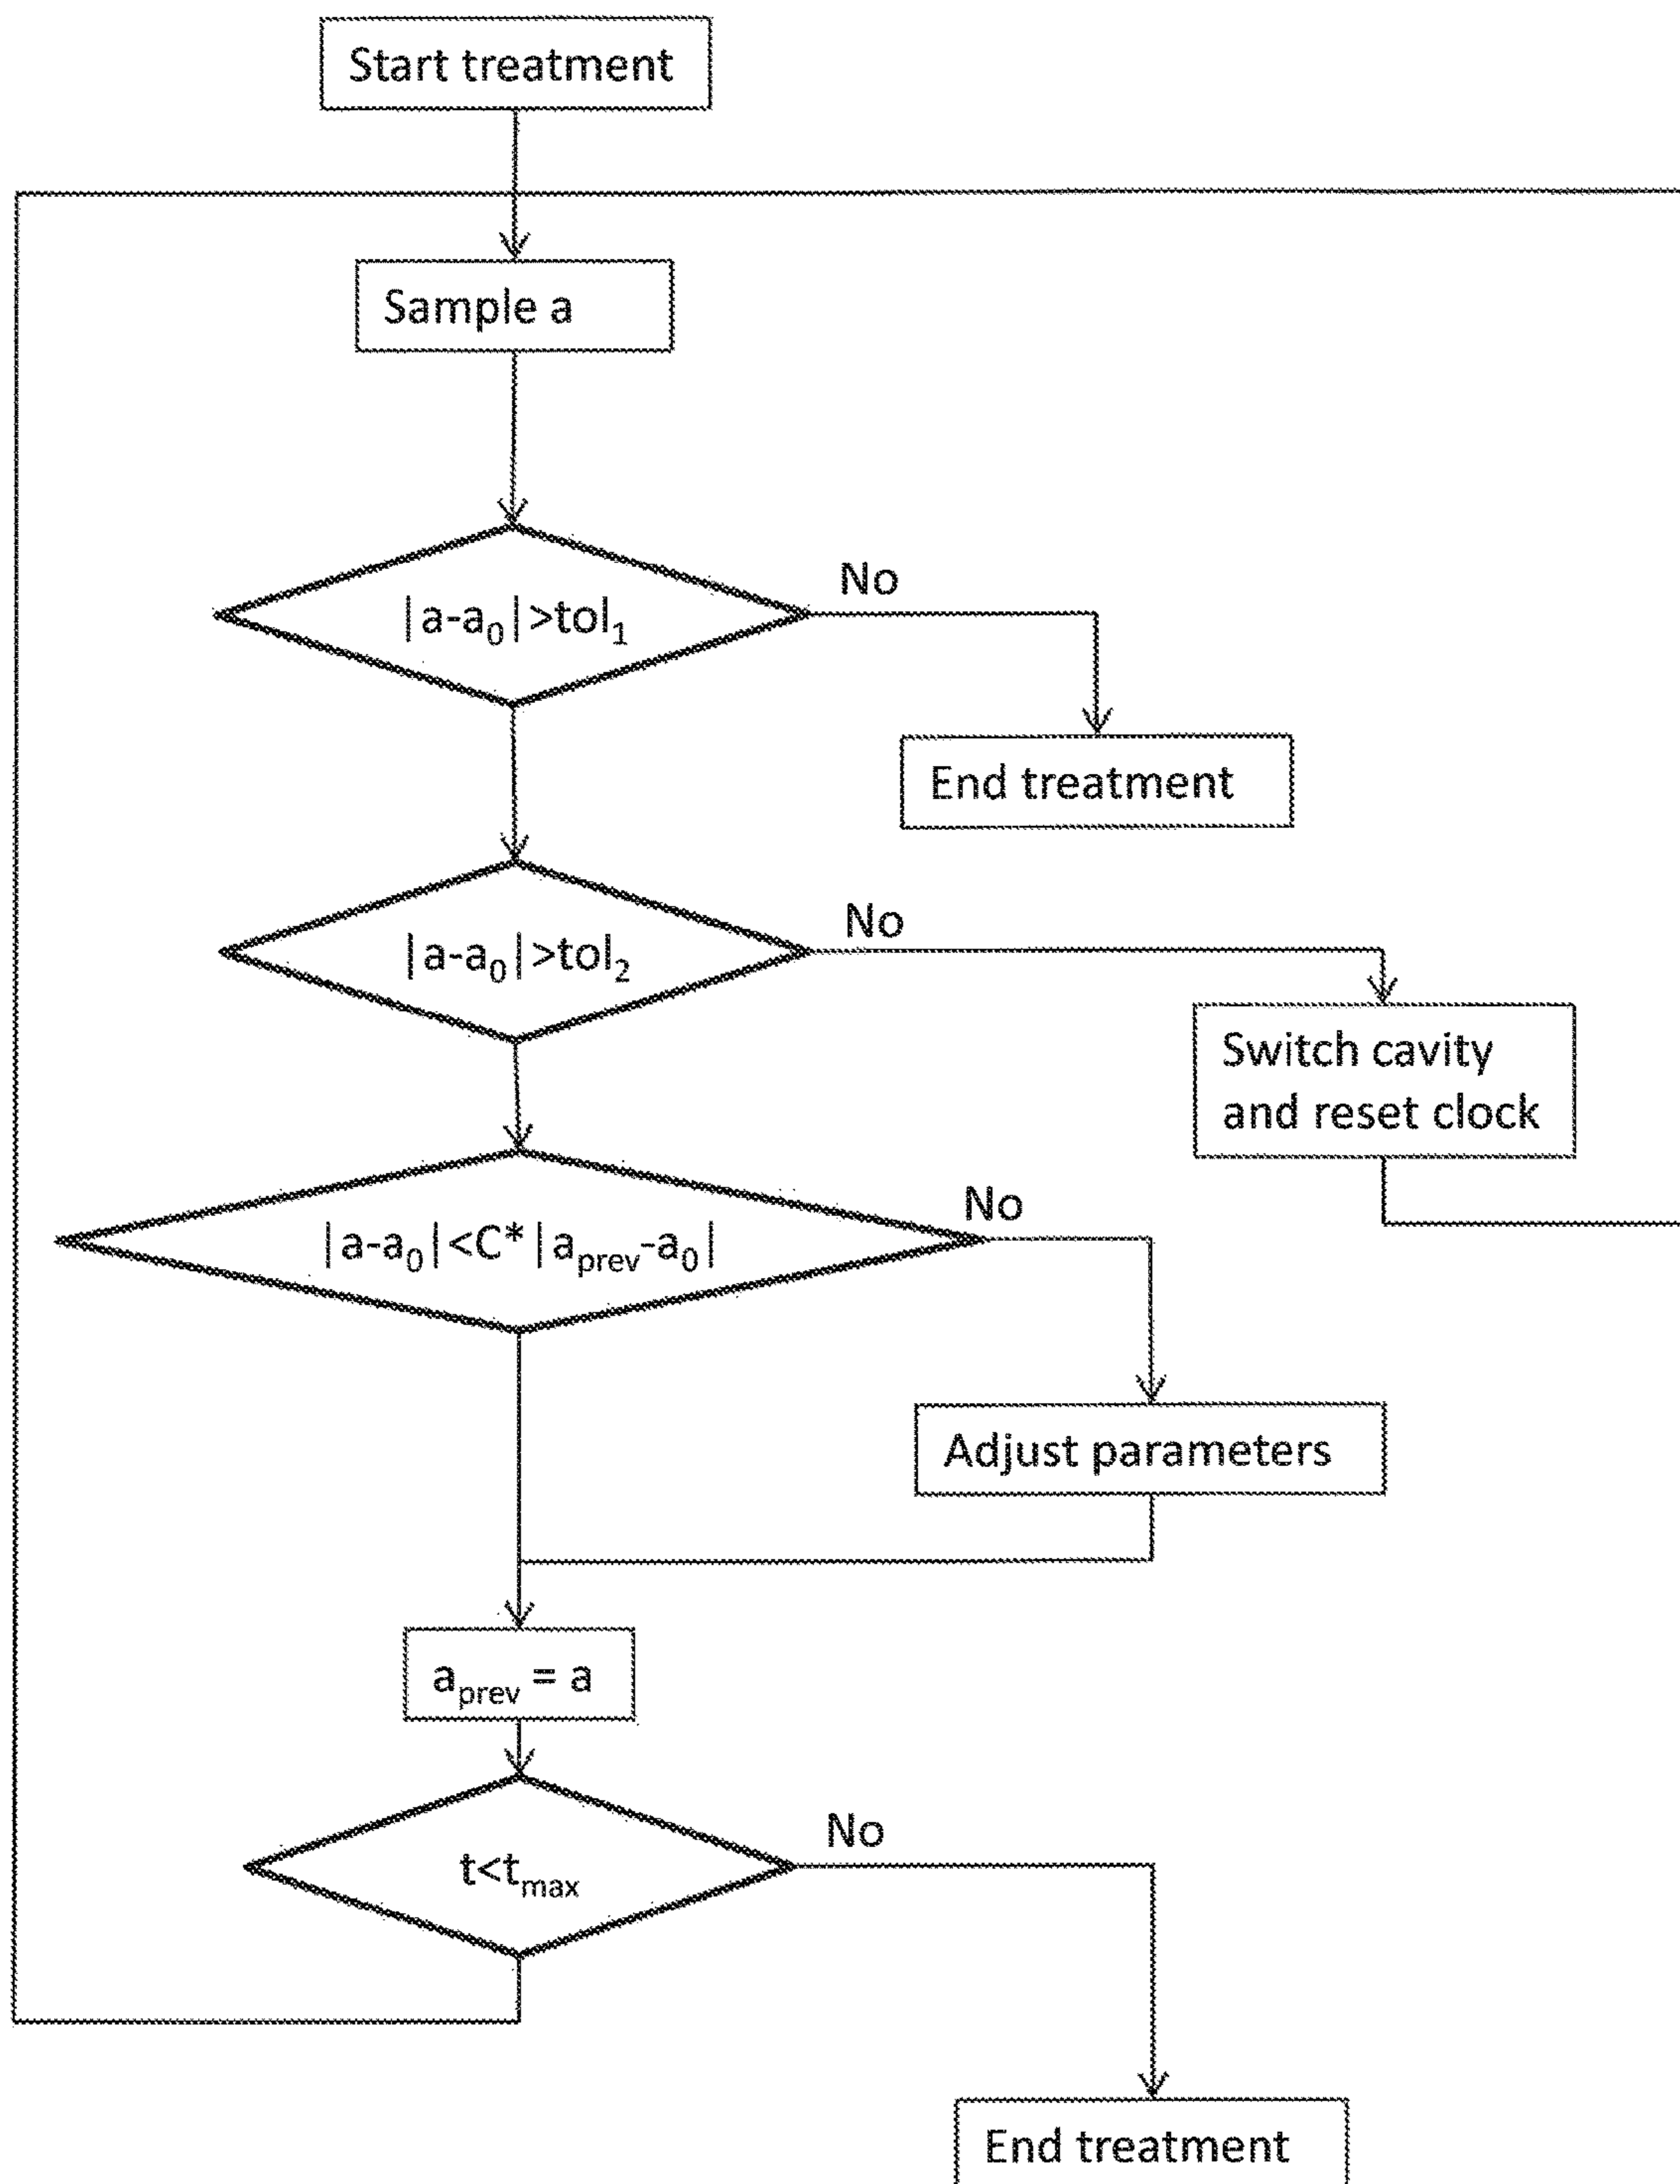 Start treatment
Sample a
|a-a₀|>tol₁
No
End treatment
|a-a₀|>tol₂
No
Switch cavity
and reset clock
|a-a₀|<C*|aₚᵣₑᵥ-a₀|
No
Adjust parameters
aₚᵣₑᵥ = a
t<tₘₐₓ
No
End treatment